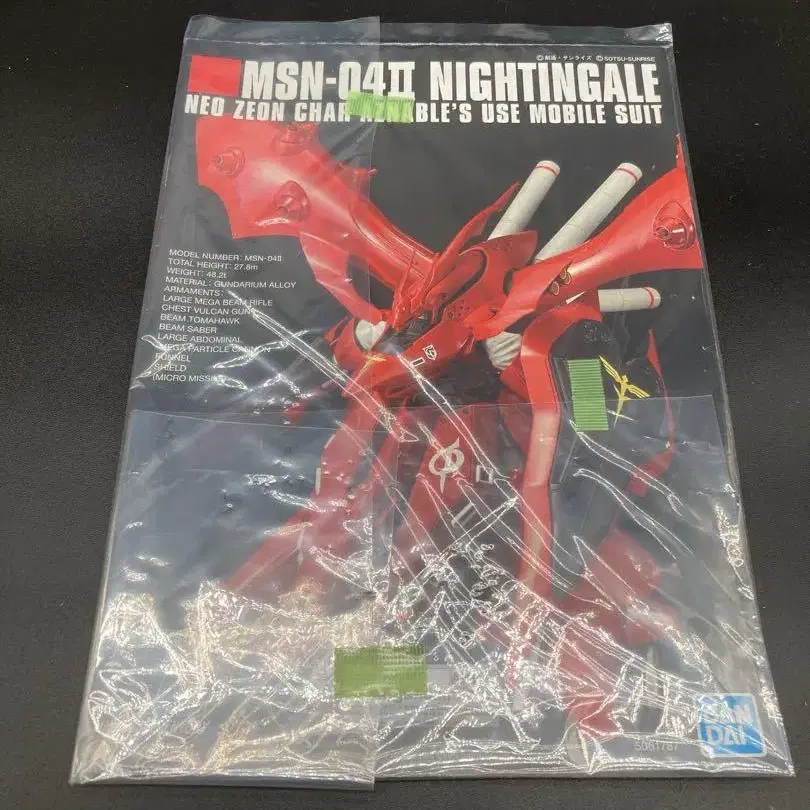 ©創通・サンライズ ©SOTSU・SUNRISE
MSN-04II NIGHTINGALE
NEO ZEON CHAR AZNABLE'S USE MOBILE SUIT
MODEL NUMBER: MSN-04II
TOTAL HEIGHT: 27.8m
WEIGHT: 48.2t
MATERIAL: GUNDARIUM ALLOY
ARMAMENTS:
LARGE MEGA BEAM RIFLE
CHEST VULCAN GUN
BEAM TOMAHAWK
BEAM SABER
LARGE ABDOMINAL
MEGA PARTICLE CANNON
FUNNEL
SHIELD
(MICRO MISSILE
5061787
BANDAI